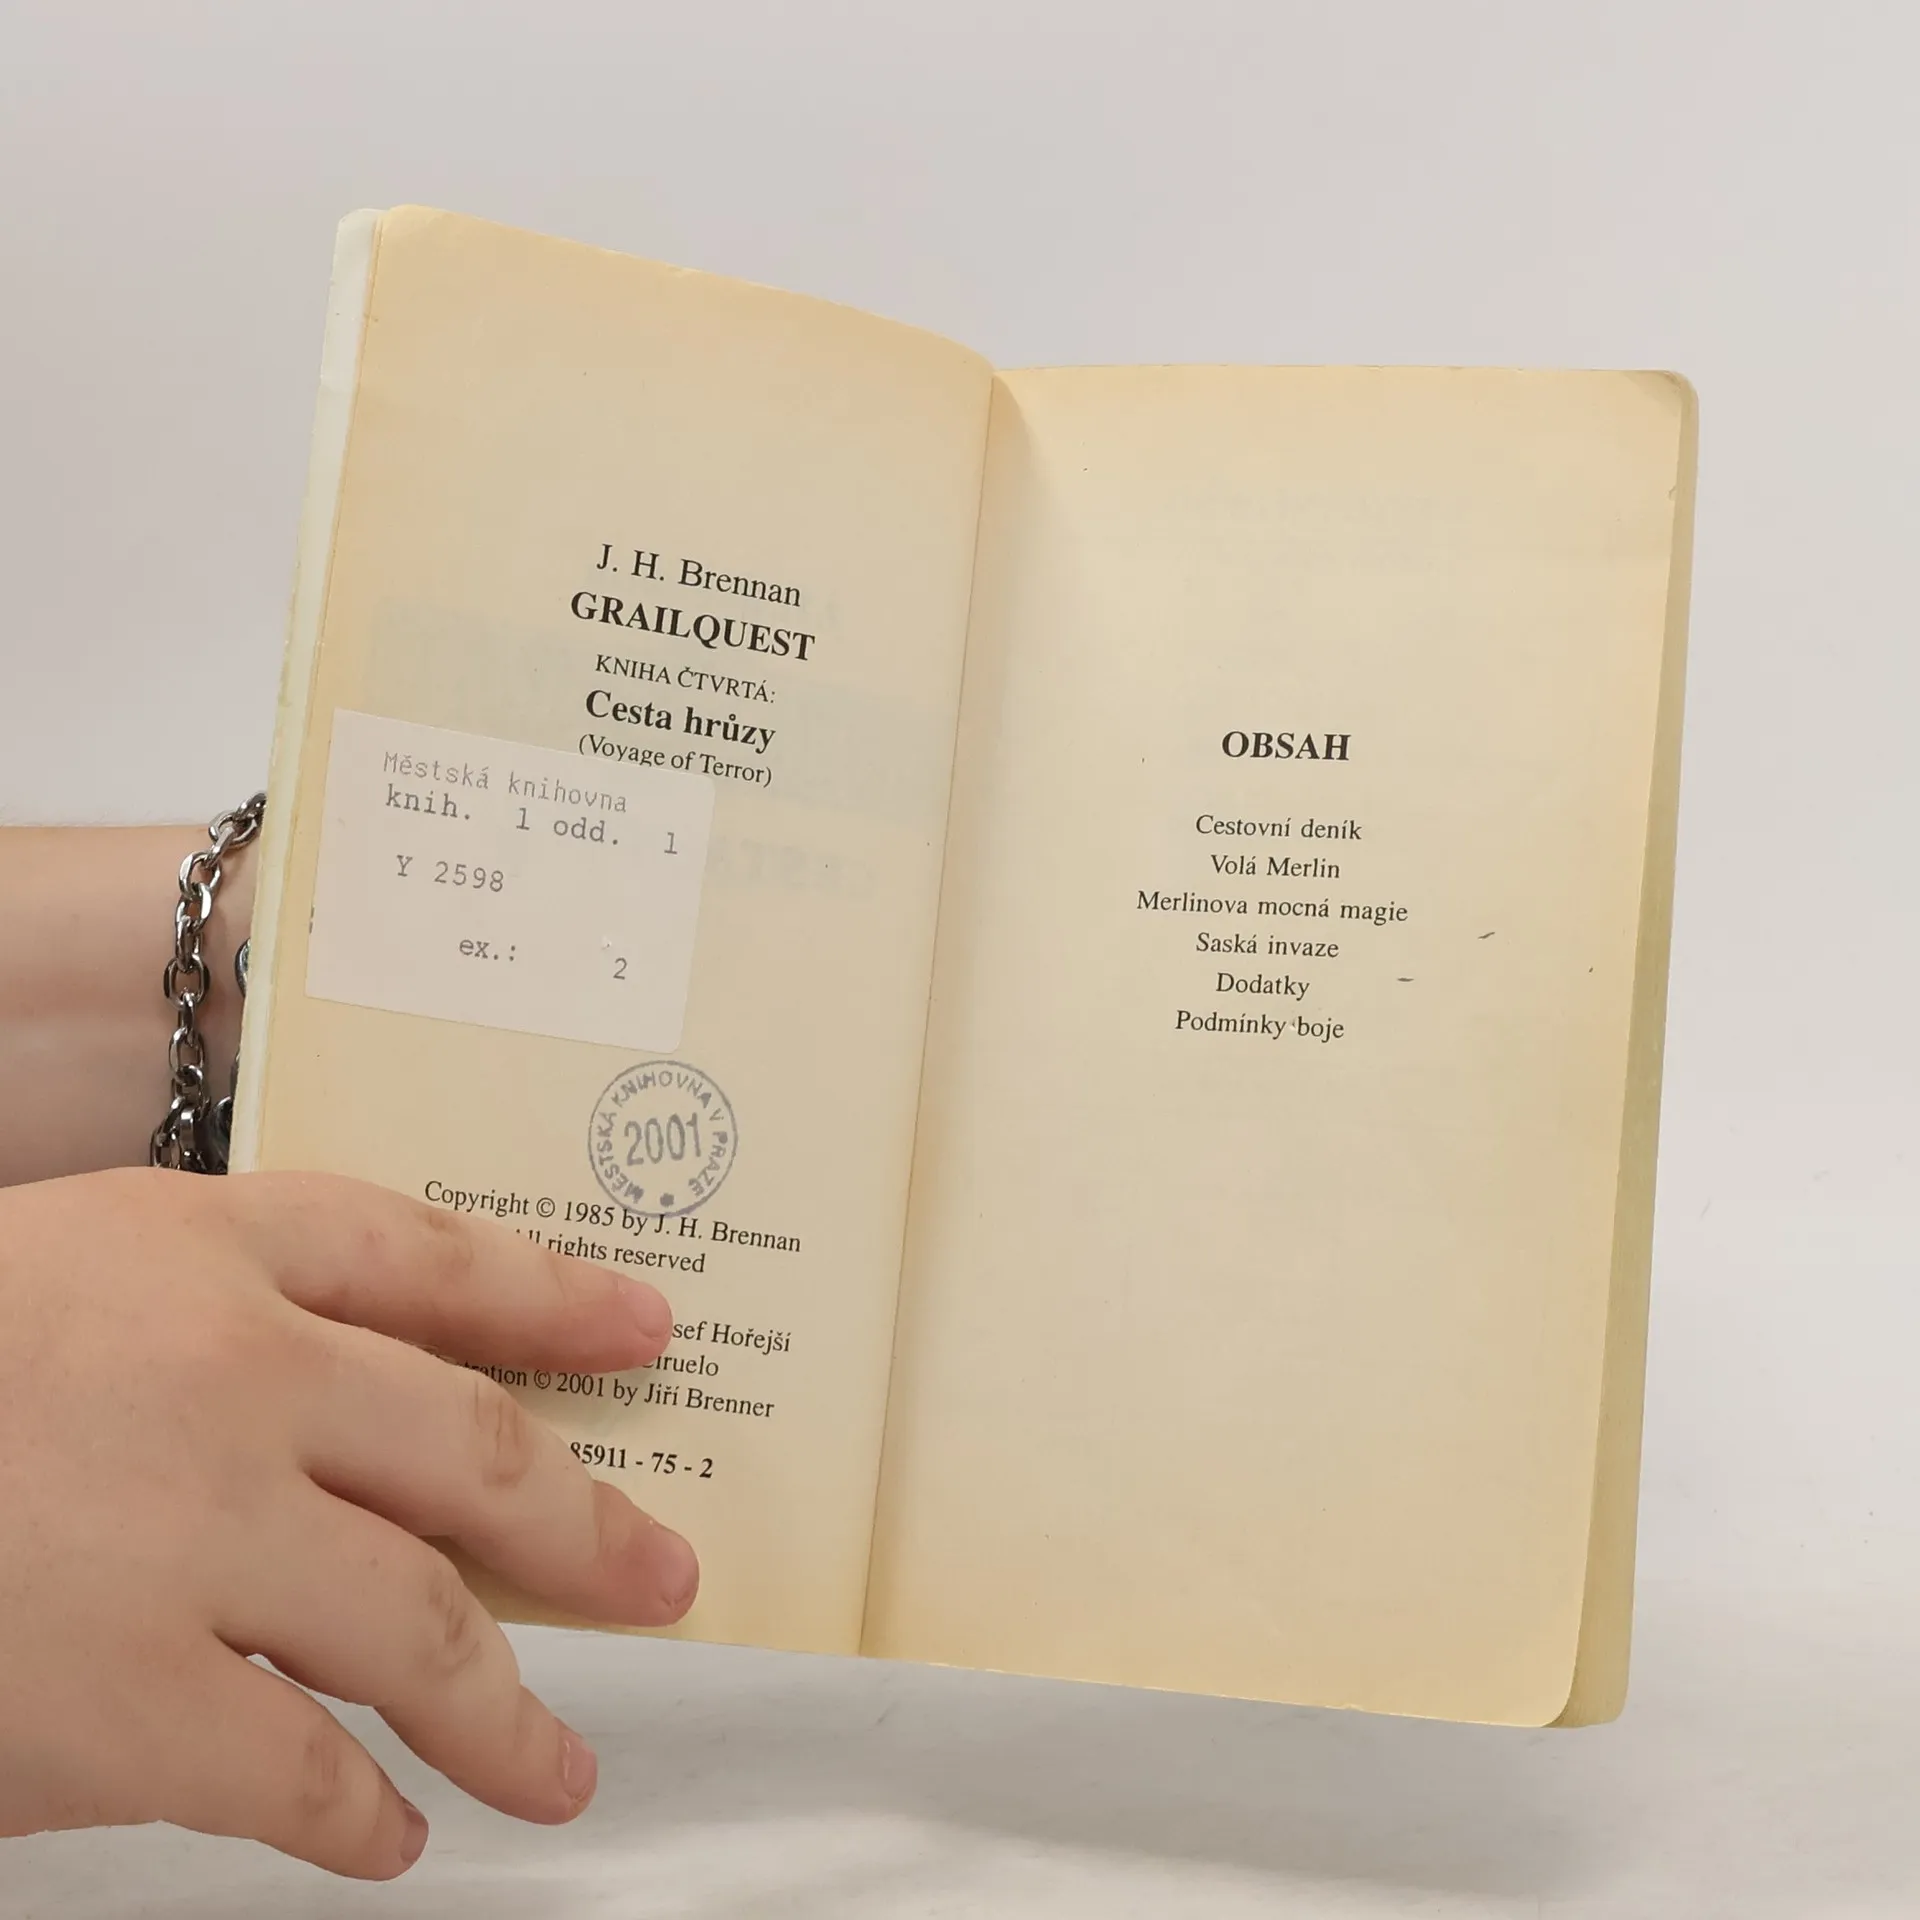 J. H. Brennan
GRAILQUEST
KNIHA ČTVRTÁ:
Cesta hrůzy
(Voyage of Terror)
Městská knihovna
knih. 1 odd. 1
Y 2598
ex.: 2
MĚSTSKÁ KNIHOVNA V PRAZE
2001
Copyright © 1985 by J. H. Brennan
rights reserved
Hořejší
© 2001 by Jiří Brenner
85911 - 75 - 2
OBSAH
Cestovní deník
Volá Merlin
Merlinova mocná magie
Saská invaze
Dodatky
Podmínky boje